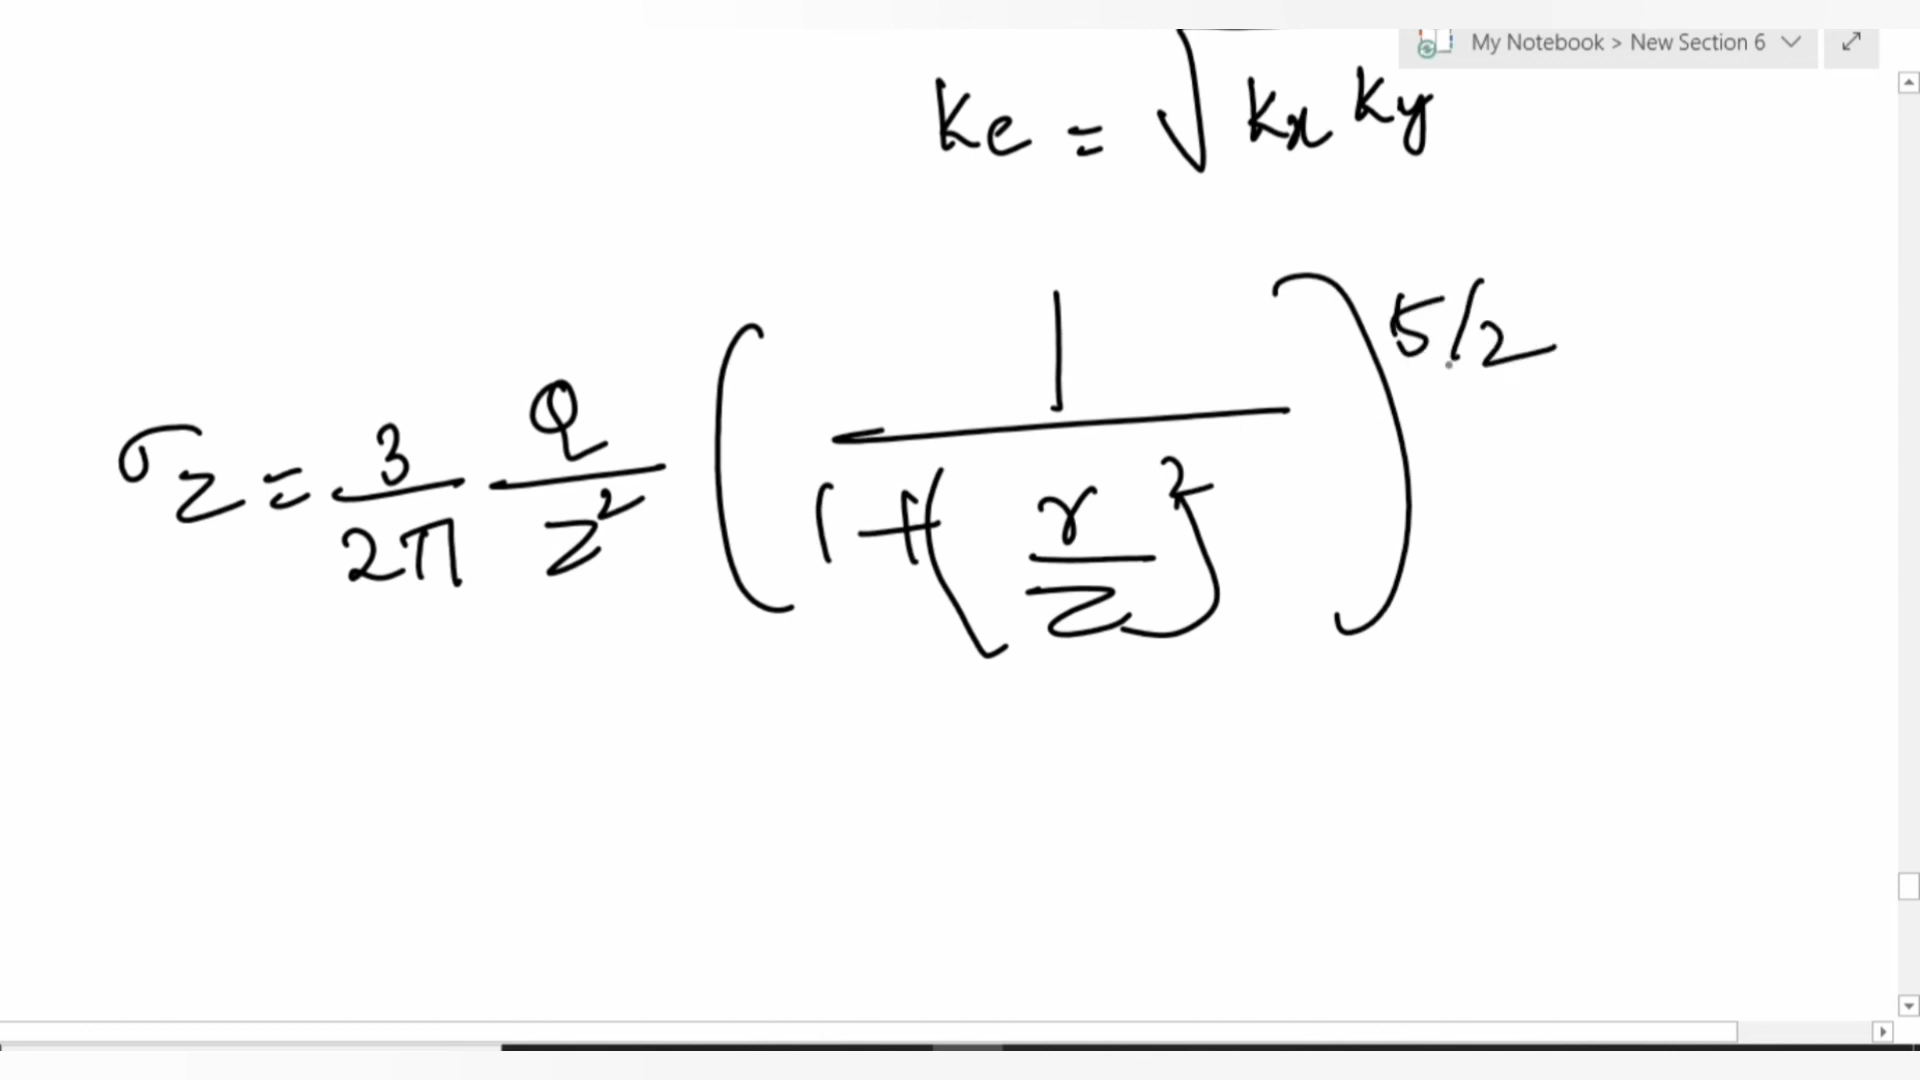 My Notebook > New Section 6
Ke = √Kx Ky
σz = 3/2π Q/z² (1/1+(r/z)²)^5/2